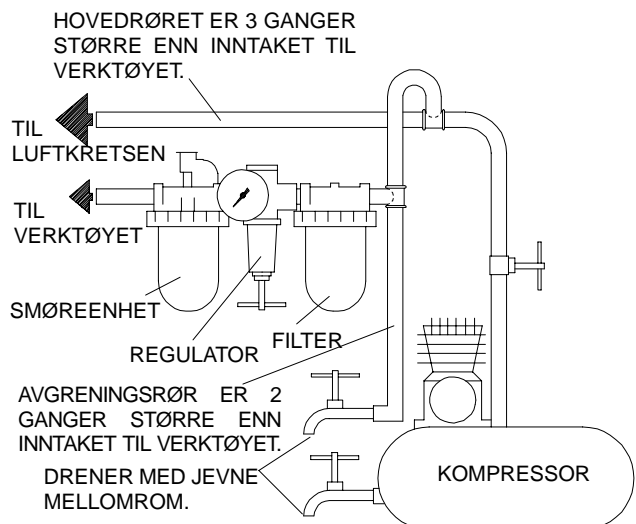 HOVEDRØRET ER 3 GANGER
STØRRE ENN INNTAKET TIL
VERKTØYET.
TIL
LUFTKRETSEN
TIL
VERKTØYET
SMØREENHET
REGULATOR
FILTER
AVGRENINGSRØR ER 2
GANGER STØRRE ENN
INNTAKET TIL VERKTØYET.
DRENER MED JEVNE
MELLOMROM.
KOMPRESSOR